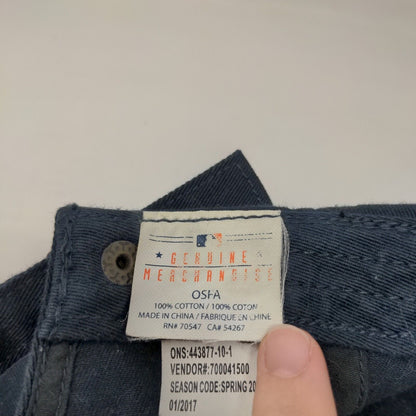 GENUINE
MERCHANDISE
OSFA
100% COTTON / 100% COTON
MADE IN CHINA / FABRIQUE EN CHINE
RN# 70547 CA# 54267
ONS:443877-10-1
VENDOR#:700041500
SEASON CODE:SPRING 20
01/2017